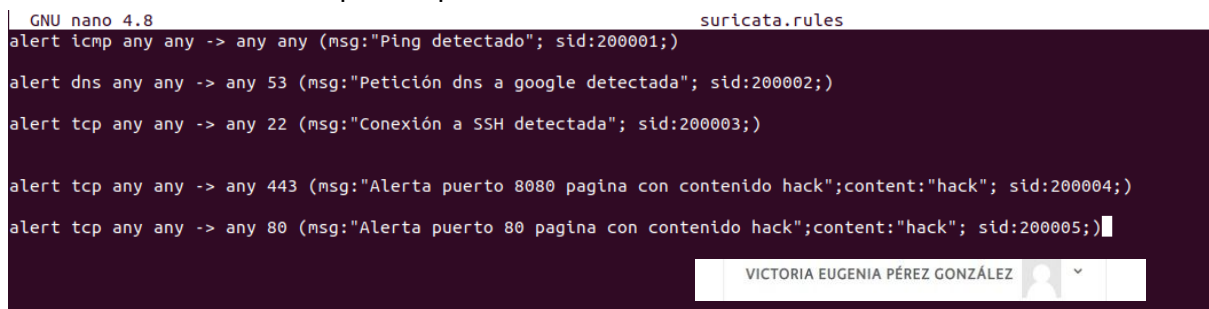 GNU nano 4.8 suricata.rules
alert icmp any any -> any any (msg:"Ping detectado"; sid:200001;)
alert dns any any -> any 53 (msg:"Petición dns a google detectada"; sid:200002;)
alert tcp any any -> any 22 (msg:"Conexión a SSH detectada"; sid:200003;)
alert tcp any any -> any 443 (msg:"Alerta puerto 8080 pagina con contenido hack";content:"hack"; sid:200004;)
alert tcp any any -> any 80 (msg:"Alerta puerto 80 pagina con contenido hack";content:"hack"; sid:200005;)
VICTORIA EUGENIA PÉREZ GONZÁLEZ